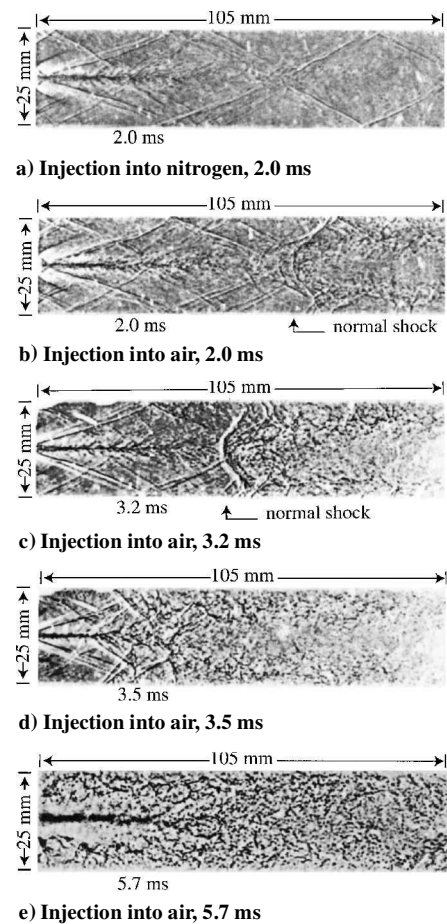 105 mm
25 mm
2.0 ms
a) Injection into nitrogen, 2.0 ms
105 mm
25 mm
2.0 ms
normal shock
b) Injection into air, 2.0 ms
105 mm
25 mm
3.2 ms
normal shock
c) Injection into air, 3.2 ms
105 mm
25 mm
3.5 ms
d) Injection into air, 3.5 ms
105 mm
25 mm
5.7 ms
e) Injection into air, 5.7 ms